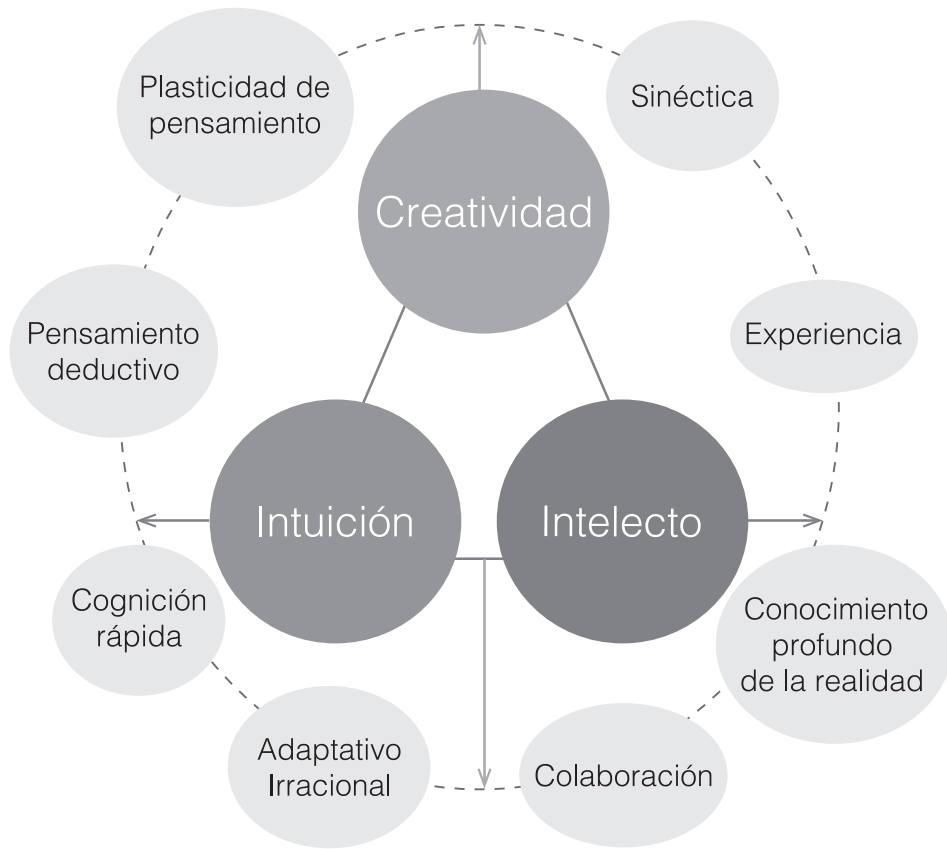 Plasticidad de
pensamiento
Sinéctica
Creatividad
Pensamiento
deductivo
Experiencia
Intuición
Intelecto
Cognición
rápida
Conocimiento
profundo
de la realidad
Adaptativo
Irracional
Colaboración